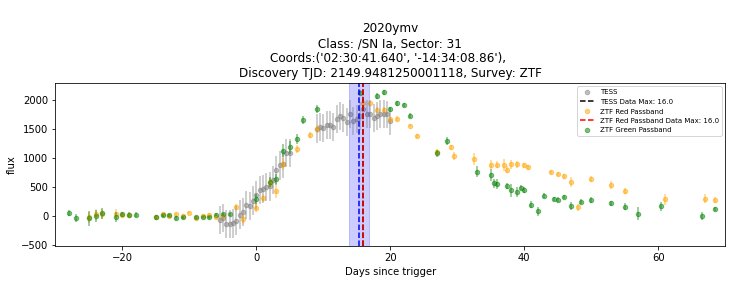 2020ymv
Class: /SN Ia, Sector: 31
Coords:('02:30:41.640', '-14:34:08.86'),
Discovery TJD: 2149.9481250001118, Survey: ZTF
TESS
TESS Data Max: 16.0
ZTF Red Passband
ZTF Red Passband Data Max: 16.0
ZTF Green Passband
flux
2000
1500
1000
500
0
−500
−20
0
20
40
60
Days since trigger